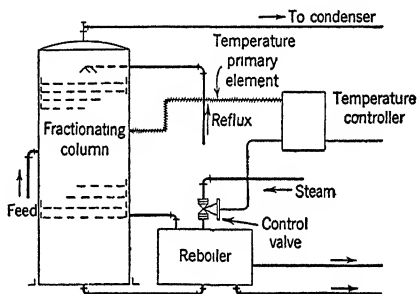 To condenser
Temperature
primary
element
Temperature
controller
Fractionating
column
Reflux
Feed
Steam
Control
valve
Reboiler